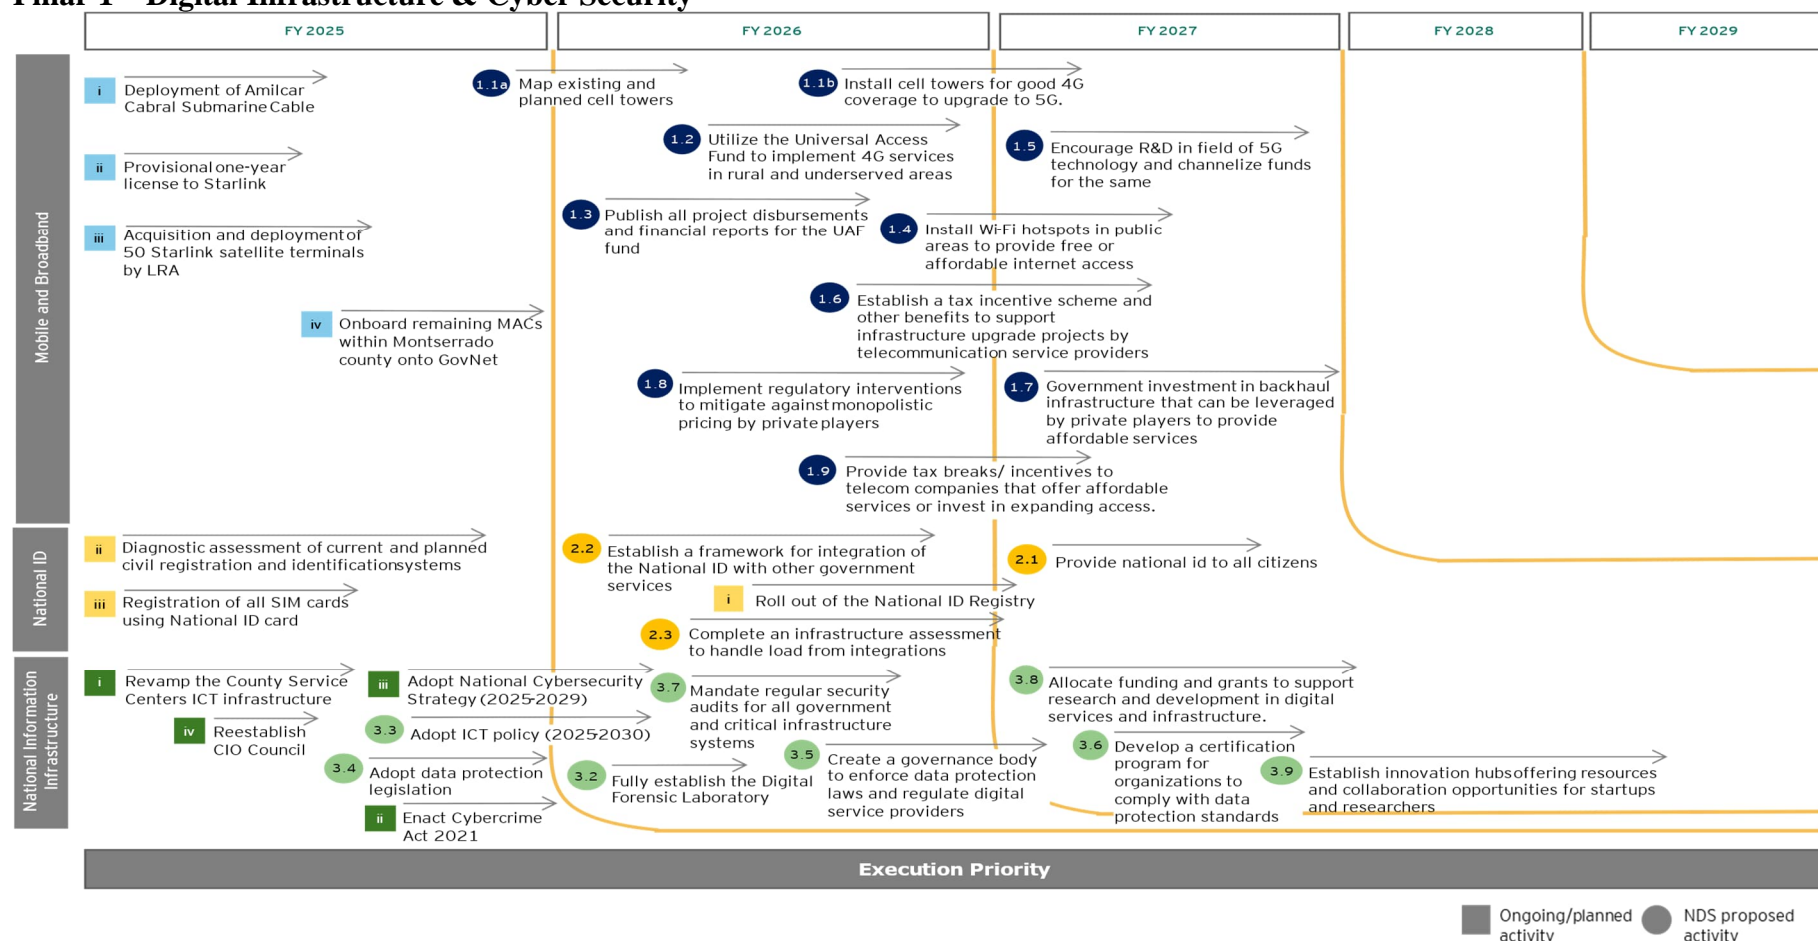 Pillar 1 – Digital Infrastructure & Cyber Security
FY 2025
FY 2026
FY 2027
FY 2028
FY 2029
Mobile and Broadband
i
Deployment of Amilcar
Cabral Submarine Cable
1.1a
Map existing and
planned cell towers
1.1b
Install cell towers for good 4G
coverage to upgrade to 5G.
ii
Provisional one-year
license to Starlink
1.2
Utilize the Universal Access
Fund to implement 4G services
in rural and underserved areas
1.5
Encourage R&D in field of 5G
technology and channelize funds
for the same
iii
Acquisition and deployment of
50 Starlink satellite terminals
by LRA
1.3
Publish all project disbursements
and financial reports for the UAF
fund
1.4
Install Wi-Fi hotspots in public
areas to provide free or
affordable internet access
iv
Onboard remaining MACs
within Montserrado
county onto GovNet
1.6
Establish a tax incentive scheme and
other benefits to support
infrastructure upgrade projects by
telecommunication service providers
1.8
Implement regulatory interventions
to mitigate against monopolistic
pricing by private players
1.7
Government investment in backhaul
infrastructure that can be leveraged
by private players to provide
affordable services
1.9
Provide tax breaks/ incentives to
telecom companies that offer affordable
services or invest in expanding access.
National ID
ii
Diagnostic assessment of current and planned
civil registration and identification systems
2.2
Establish a framework for integration of
the National ID with other government
services
2.1
Provide national id to all citizens
iii
Registration of all SIM cards
using National ID card
i
Roll out of the National ID Registry
2.3
Complete an infrastructure assessment
to handle load from integrations
National Information
Infrastructure
i
Revamp the County Service
Centers ICT infrastructure
iii
Adopt National Cybersecurity
Strategy (2025-2029)
3.7
Mandate regular security
audits for all government
and critical infrastructure
systems
3.8
Allocate funding and grants to support
research and development in digital
services and infrastructure.
iv
Reestablish
CIO Council
3.3
Adopt ICT policy (2025-2030)
3.4
Adopt data protection
legislation
3.2
Fully establish the Digital
Forensic Laboratory
3.5
Create a governance body
to enforce data protection
laws and regulate digital
service providers
3.6
Develop a certification
program for
organizations to
comply with data
protection standards
3.9
Establish innovation hubs offering resources
and collaboration opportunities for startups
and researchers
ii
Enact Cybercrime
Act 2021
Execution Priority
Ongoing/planned
activity
NDS proposed
activity